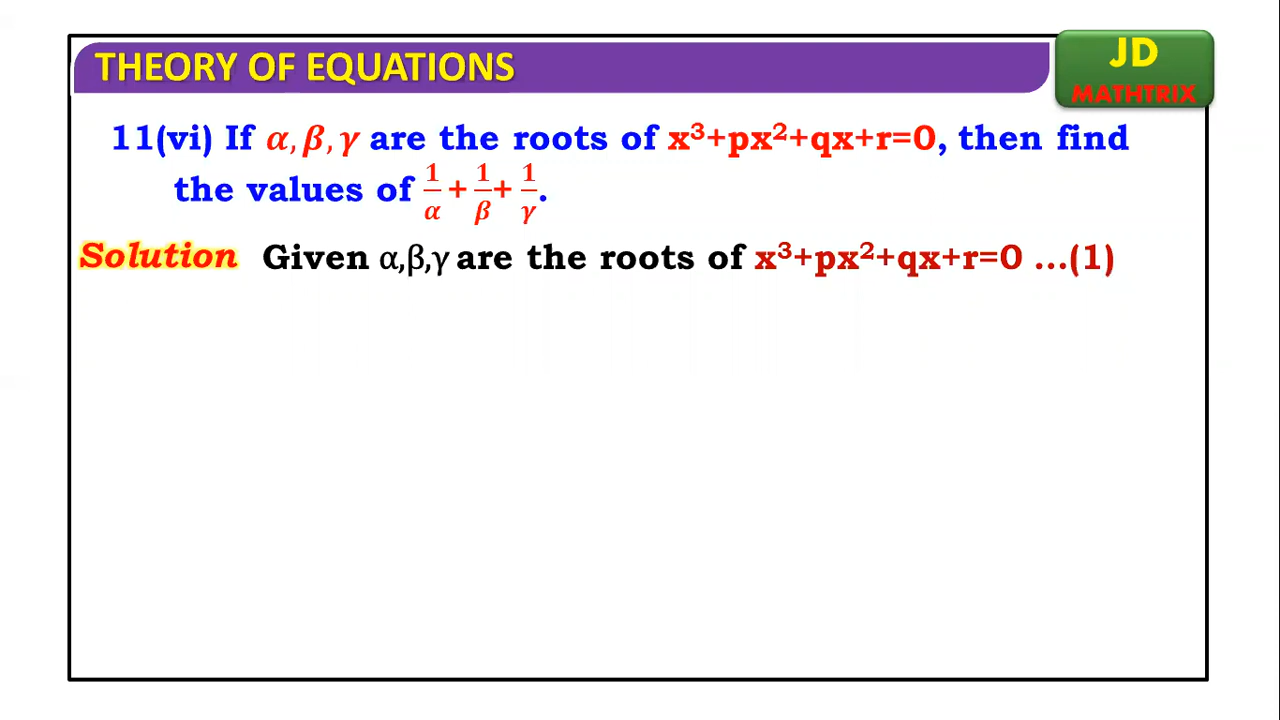 THEORY OF EQUATIONS
JD
MATHTRIX
11(vi) If α, β, γ are the roots of x³+px²+qx+r=0, then find
the values of 1/α + 1/β + 1/γ.
Solution Given α,β,γ are the roots of x³+px²+qx+r=0 ...(1)